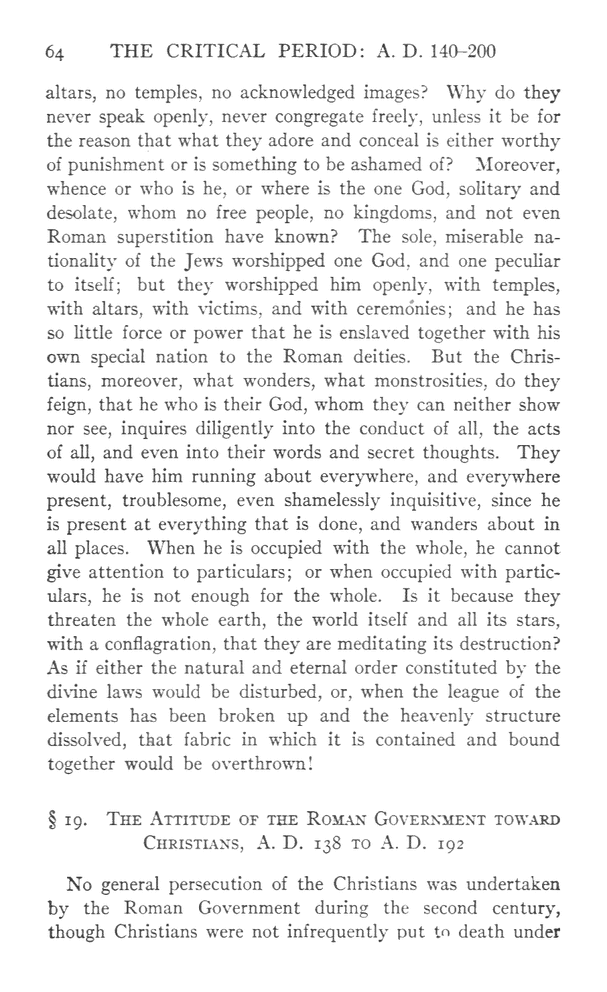 64 THE CRITICAL PERIOD: A. D. 140–200
altars, no temples, no acknowledged images? Why do they
never speak openly, never congregate freely, unless it be for
the reason that what they adore and conceal is either worthy
of punishment or is something to be ashamed of? Moreover,
whence or who is he, or where is the one God, solitary and
desolate, whom no free people, no kingdoms, and not even
Roman superstition have known? The sole, miserable na-
tionality of the Jews worshipped one God, and one peculiar
to itself; but they worshipped him openly, with temples,
with altars, with victims, and with ceremonies; and he has
so little force or power that he is enslaved together with his
own special nation to the Roman deities. But the Chris-
tians, moreover, what wonders, what monstrosities, do they
feign, that he who is their God, whom they can neither show
nor see, inquires diligently into the conduct of all, the acts
of all, and even into their words and secret thoughts. They
would have him running about everywhere, and everywhere
present, troublesome, even shamelessly inquisitive, since he
is present at everything that is done, and wanders about in
all places. When he is occupied with the whole, he cannot
give attention to particulars; or when occupied with partic-
ulars, he is not enough for the whole. Is it because they
threaten the whole earth, the world itself and all its stars,
with a conflagration, that they are meditating its destruction?
As if either the natural and eternal order constituted by the
divine laws would be disturbed, or, when the league of the
elements has been broken up and the heavenly structure
dissolved, that fabric in which it is contained and bound
together would be overthrown!
§ 19. The Attitude of the Roman Government toward
Christians, A. D. 138 to A. D. 192
No general persecution of the Christians was undertaken
by the Roman Government during the second century,
though Christians were not infrequently put to death under